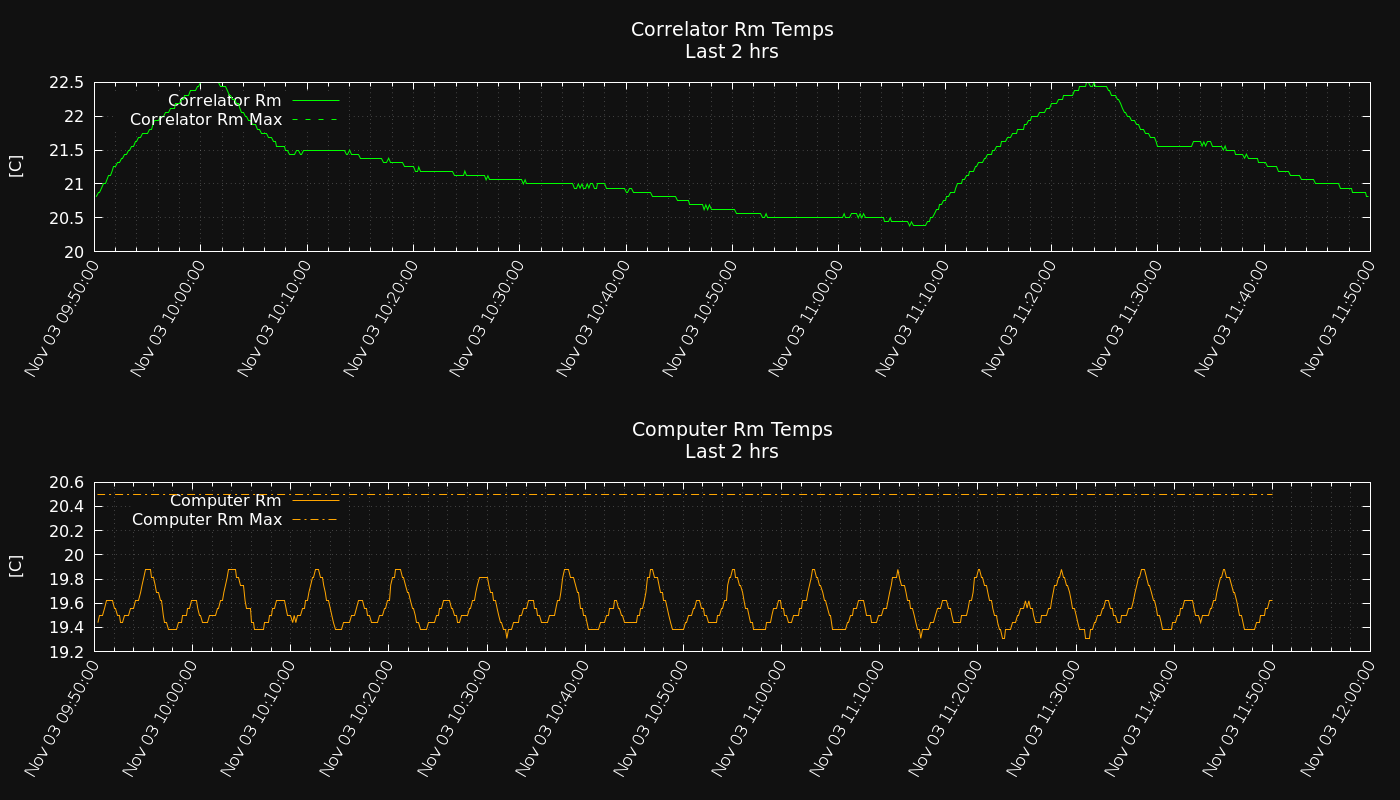 Correlator Rm Temps
Last 2 hrs
22.5
22
21.5
21
20.5
20
[C]
Correlator Rm
Correlator Rm Max
Nov 03 09:50:00
Nov 03 10:00:00
Nov 03 10:10:00
Nov 03 10:20:00
Nov 03 10:30:00
Nov 03 10:40:00
Nov 03 10:50:00
Nov 03 11:00:00
Nov 03 11:10:00
Nov 03 11:20:00
Nov 03 11:30:00
Nov 03 11:40:00
Nov 03 11:50:00
Computer Rm Temps
Last 2 hrs
20.6
20.4
20.2
20
19.8
19.6
19.4
19.2
[C]
Computer Rm
Computer Rm Max
Nov 03 09:50:00
Nov 03 10:00:00
Nov 03 10:10:00
Nov 03 10:20:00
Nov 03 10:30:00
Nov 03 10:40:00
Nov 03 10:50:00
Nov 03 11:00:00
Nov 03 11:10:00
Nov 03 11:20:00
Nov 03 11:30:00
Nov 03 11:40:00
Nov 03 11:50:00
Nov 03 12:00:00